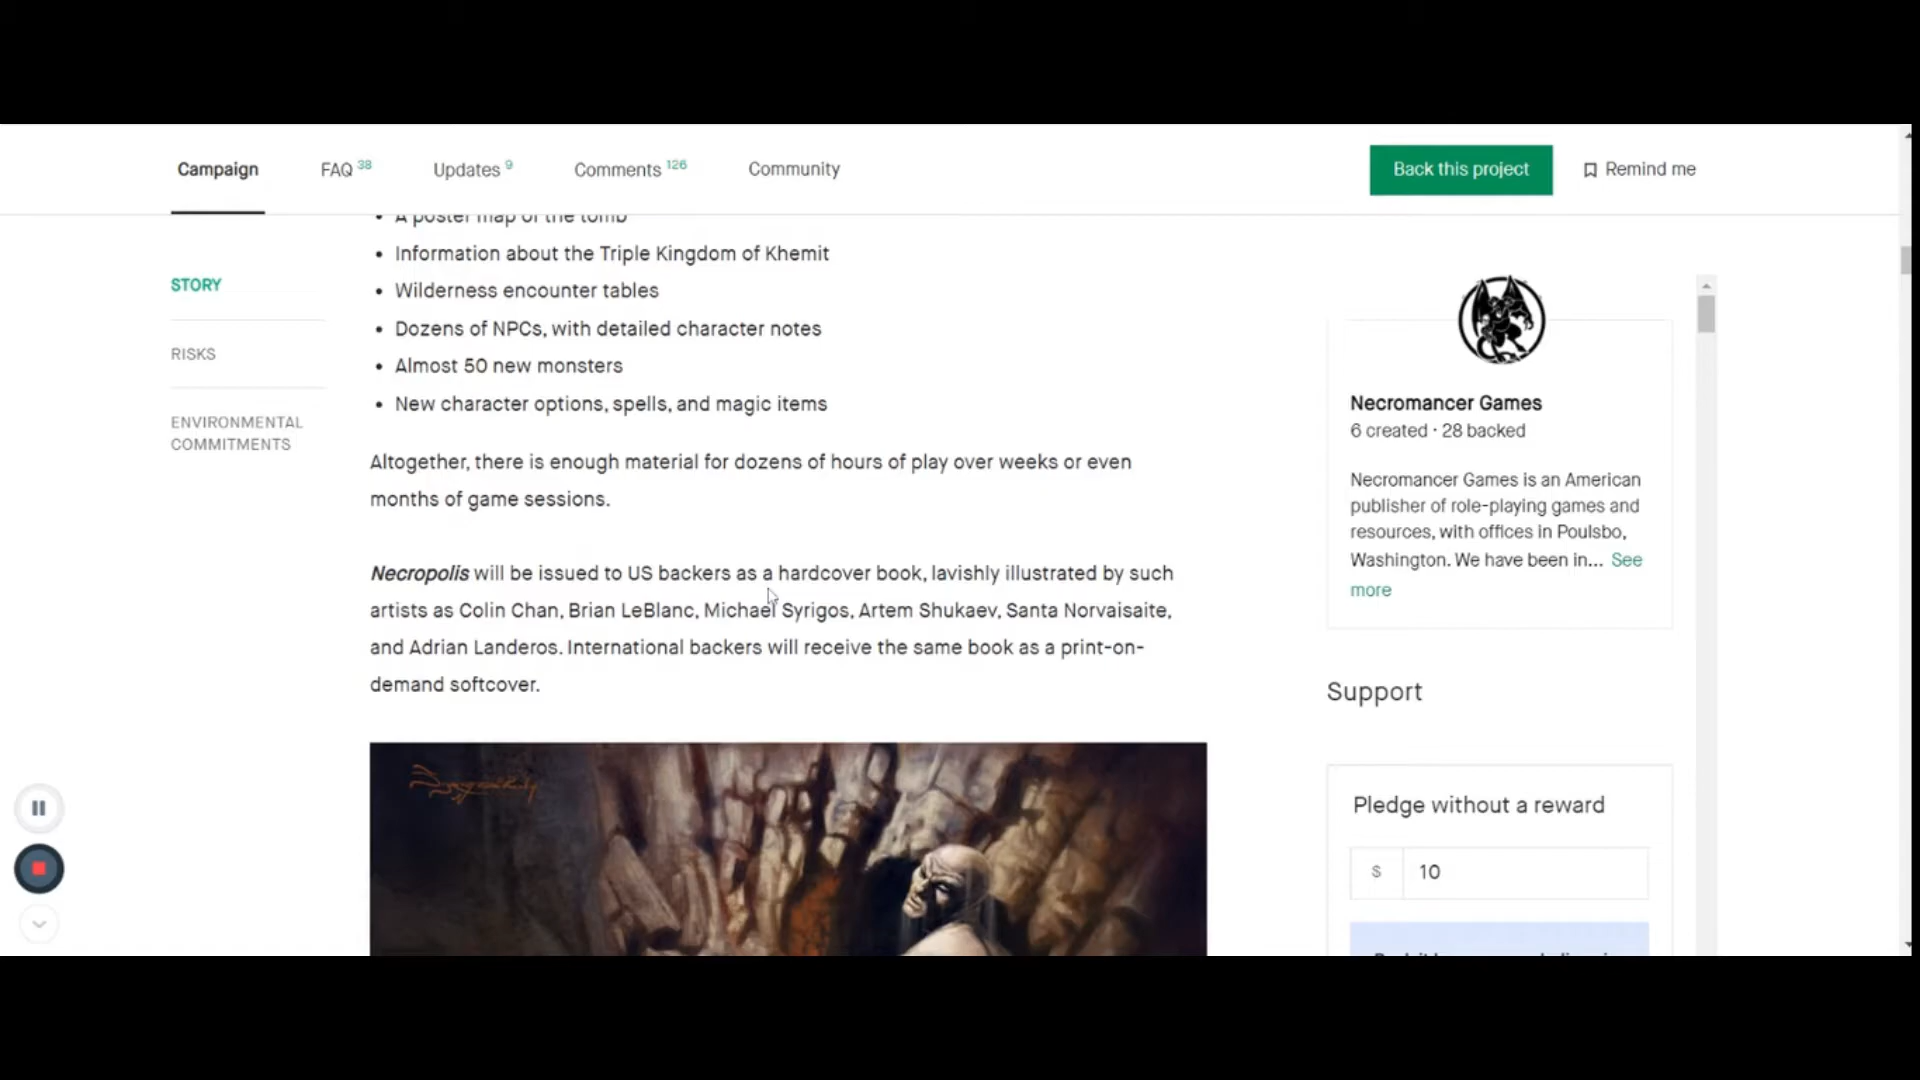 Campaign
FAQ 38
Updates 9
Comments 126
Community
Back this project
Remind me
STORY
RISKS
ENVIRONMENTAL
COMMITMENTS
• A poster map of the tomb
• Information about the Triple Kingdom of Khemit
• Wilderness encounter tables
• Dozens of NPCs, with detailed character notes
• Almost 50 new monsters
• New character options, spells, and magic items
Altogether, there is enough material for dozens of hours of play over weeks or even
months of game sessions.
Necropolis will be issued to US backers as a hardcover book, lavishly illustrated by such
artists as Colin Chan, Brian LeBlanc, Michael Syrigos, Artem Shukaev, Santa Norvaisaite,
and Adrian Landeros. International backers will receive the same book as a print-on-
demand softcover.
Necromancer Games
6 created · 28 backed
Necromancer Games is an American
publisher of role-playing games and
resources, with offices in Poulsbo,
Washington. We have been in... See
more
Support
Pledge without a reward
$ 10